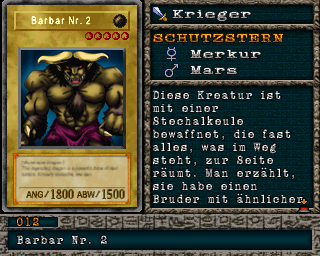 Barbar Nr. 2
ANG/1800 ABW/1500
Krieger
SCHUTZSTERN
Merkur
Mars
Diese Kreatur ist
mit einer
Stechalkeule
bewaffnet, die fast
alles, was im Weg
steht, zur Seite
räumt. Man erzählt,
sie habe einen
Bruder mit ähnlicher
012
Barbar Nr. 2